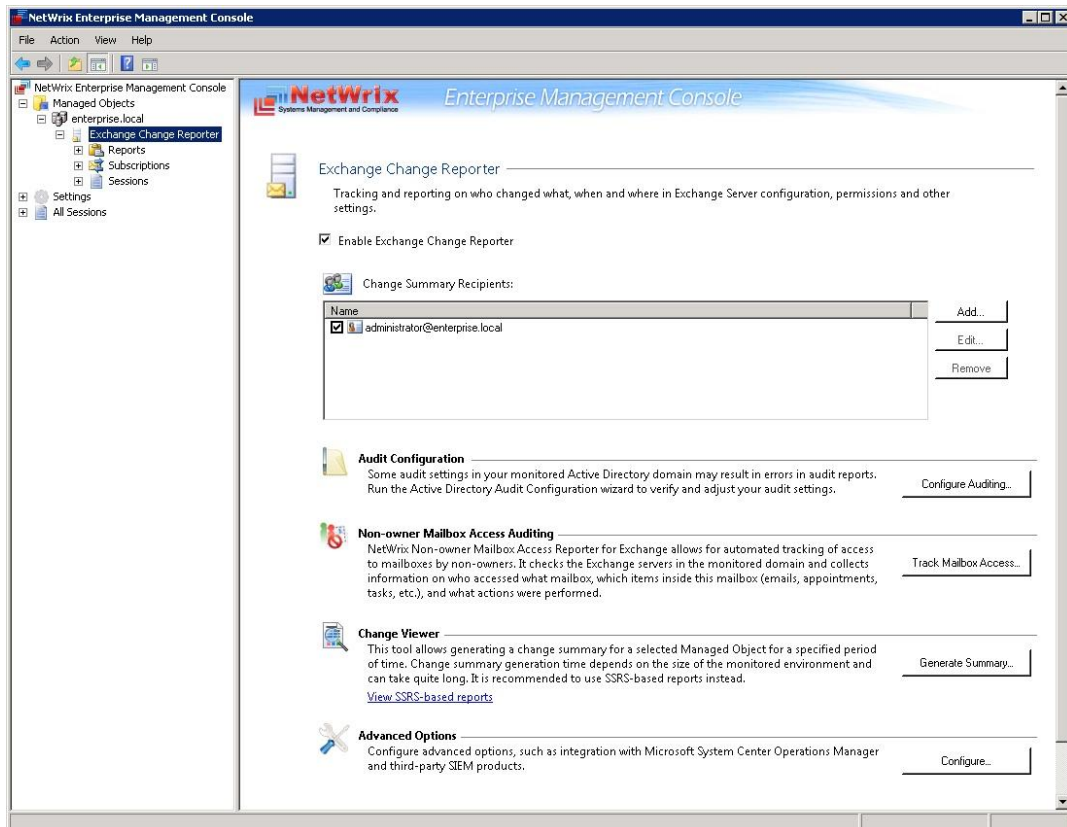 NetWrix Enterprise Management Console
File Action View Help
NetWrix Enterprise Management Console
Managed Objects
enterprise.local
Exchange Change Reporter
Reports
Subscriptions
Sessions
Settings
All Sessions
NetWrix
Systems Management and Compliance
Enterprise Management Console
Exchange Change Reporter
Tracking and reporting on who changed what, when and where in Exchange Server configuration, permissions and other
settings.
Enable Exchange Change Reporter
Change Summary Recipients:
Name
administrator@enterprise.local
Add...
Edit...
Remove
Audit Configuration
Some audit settings in your monitored Active Directory domain may result in errors in audit reports.
Run the Active Directory Audit Configuration wizard to verify and adjust your audit settings.
Configure Auditing...
Non-owner Mailbox Access Auditing
NetWrix Non-owner Mailbox Access Reporter for Exchange allows for automated tracking of access
to mailboxes by non-owners. It checks the Exchange servers in the monitored domain and collects
information on who accessed what mailbox, which items inside this mailbox (emails, appointments,
tasks, etc.), and what actions were performed.
Track Mailbox Access...
Change Viewer
This tool allows generating a change summary for a selected Managed Object for a specified period
of time. Change summary generation time depends on the size of the monitored environment and
can take quite long. It is recommended to use SSRS-based reports instead.
View SSRS-based reports
Generate Summary...
Advanced Options
Configure advanced options, such as integration with Microsoft System Center Operations Manager
and third-party SIEM products.
Configure...